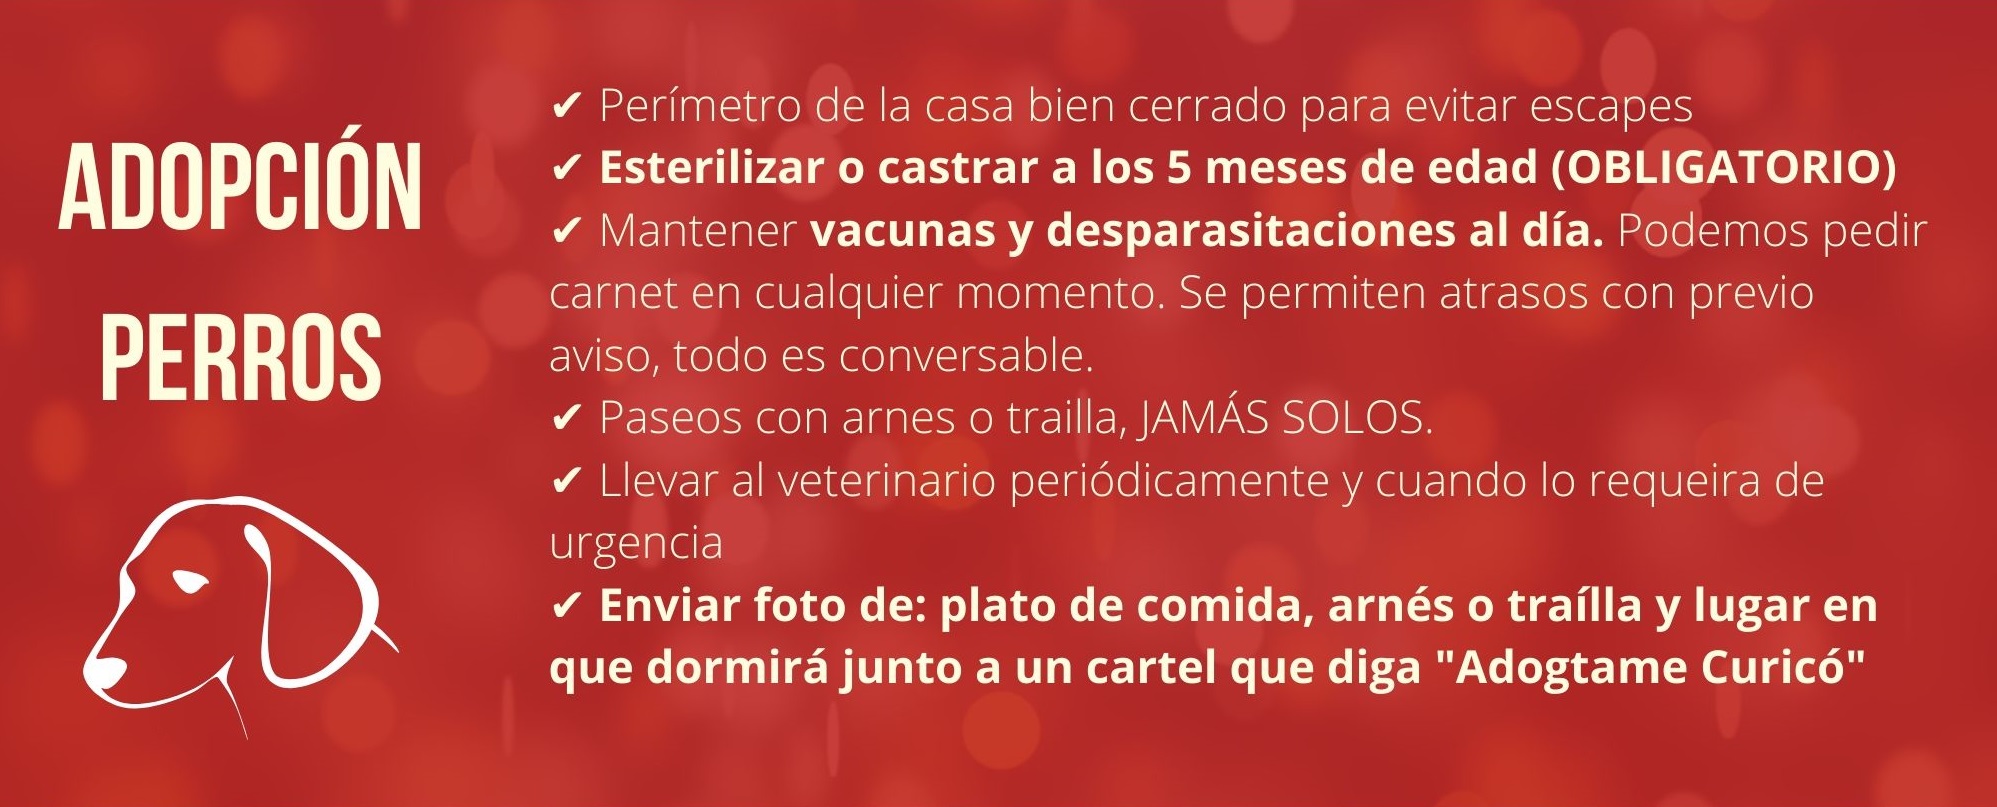 ADOPCIÓN
PERROS
✔ Perímetro de la casa bien cerrado para evitar escapes
✔ Esterilizar o castrar a los 5 meses de edad (OBLIGATORIO)
✔ Mantener vacunas y desparasitaciones al día. Podemos pedir
carnet en cualquier momento. Se permiten atrasos con previo
aviso, todo es conversable.
✔ Paseos con arnes o trailla, JAMÁS SOLOS.
✔ Llevar al veterinario periódicamente y cuando lo requeira de
urgencia
✔ Enviar foto de: plato de comida, arnés o traílla y lugar en
que dormirá junto a un cartel que diga "Adogtame Curicó"